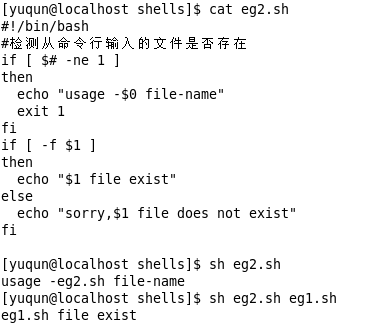 [yuqun@localhost shells]$ cat eg2.sh
#!/bin/bash
#检测从命令行输入的文件是否存在
if [ $# -ne 1 ]
then
  echo "usage -$0 file-name"
  exit 1
fi
if [ -f $1 ]
then
  echo "$1 file exist"
else
  echo "sorry,$1 file does not exist"
fi

[yuqun@localhost shells]$ sh eg2.sh
usage -eg2.sh file-name
[yuqun@localhost shells]$ sh eg2.sh eg1.sh
eg1.sh file exist